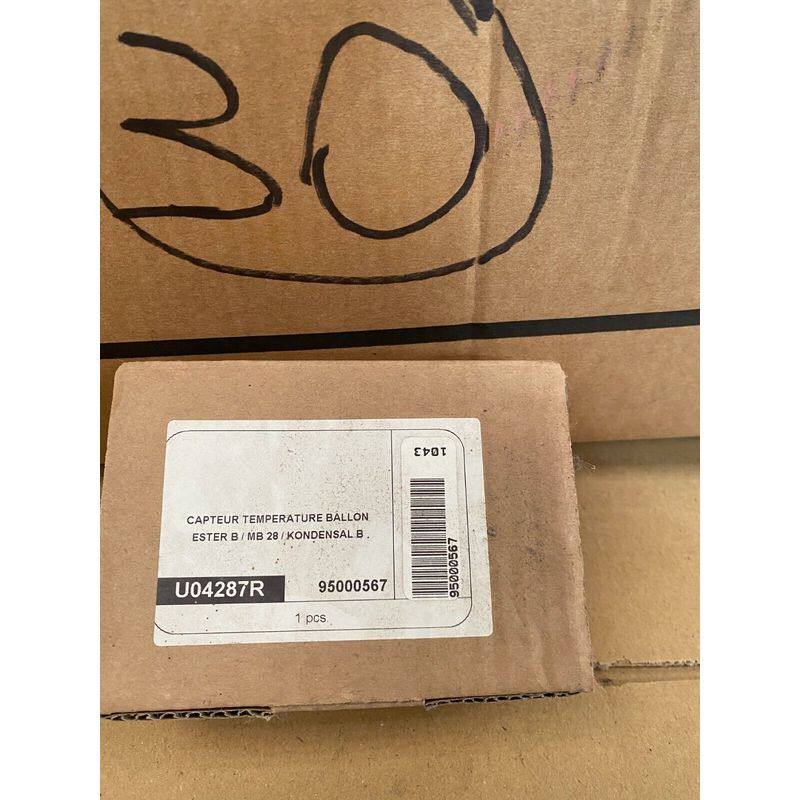 30
CAPTEUR TEMPERATURE BALLON
ESTER B / MB 28 / KONDENSAL B .
U04287R
95000567
1 pcs.
1043
95000567